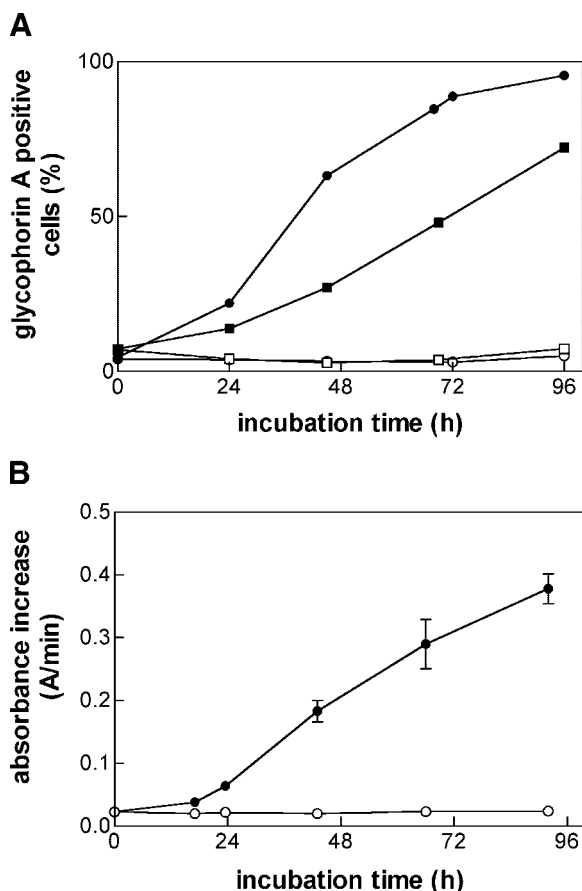 A
glycophorin A positive
cells (%)
100
50
0
0 24 48 72 96
incubation time (h)
B
absorbance increase
(A/min)
0.5
0.4
0.3
0.2
0.1
0.0
0 24 48 72 96
incubation time (h)